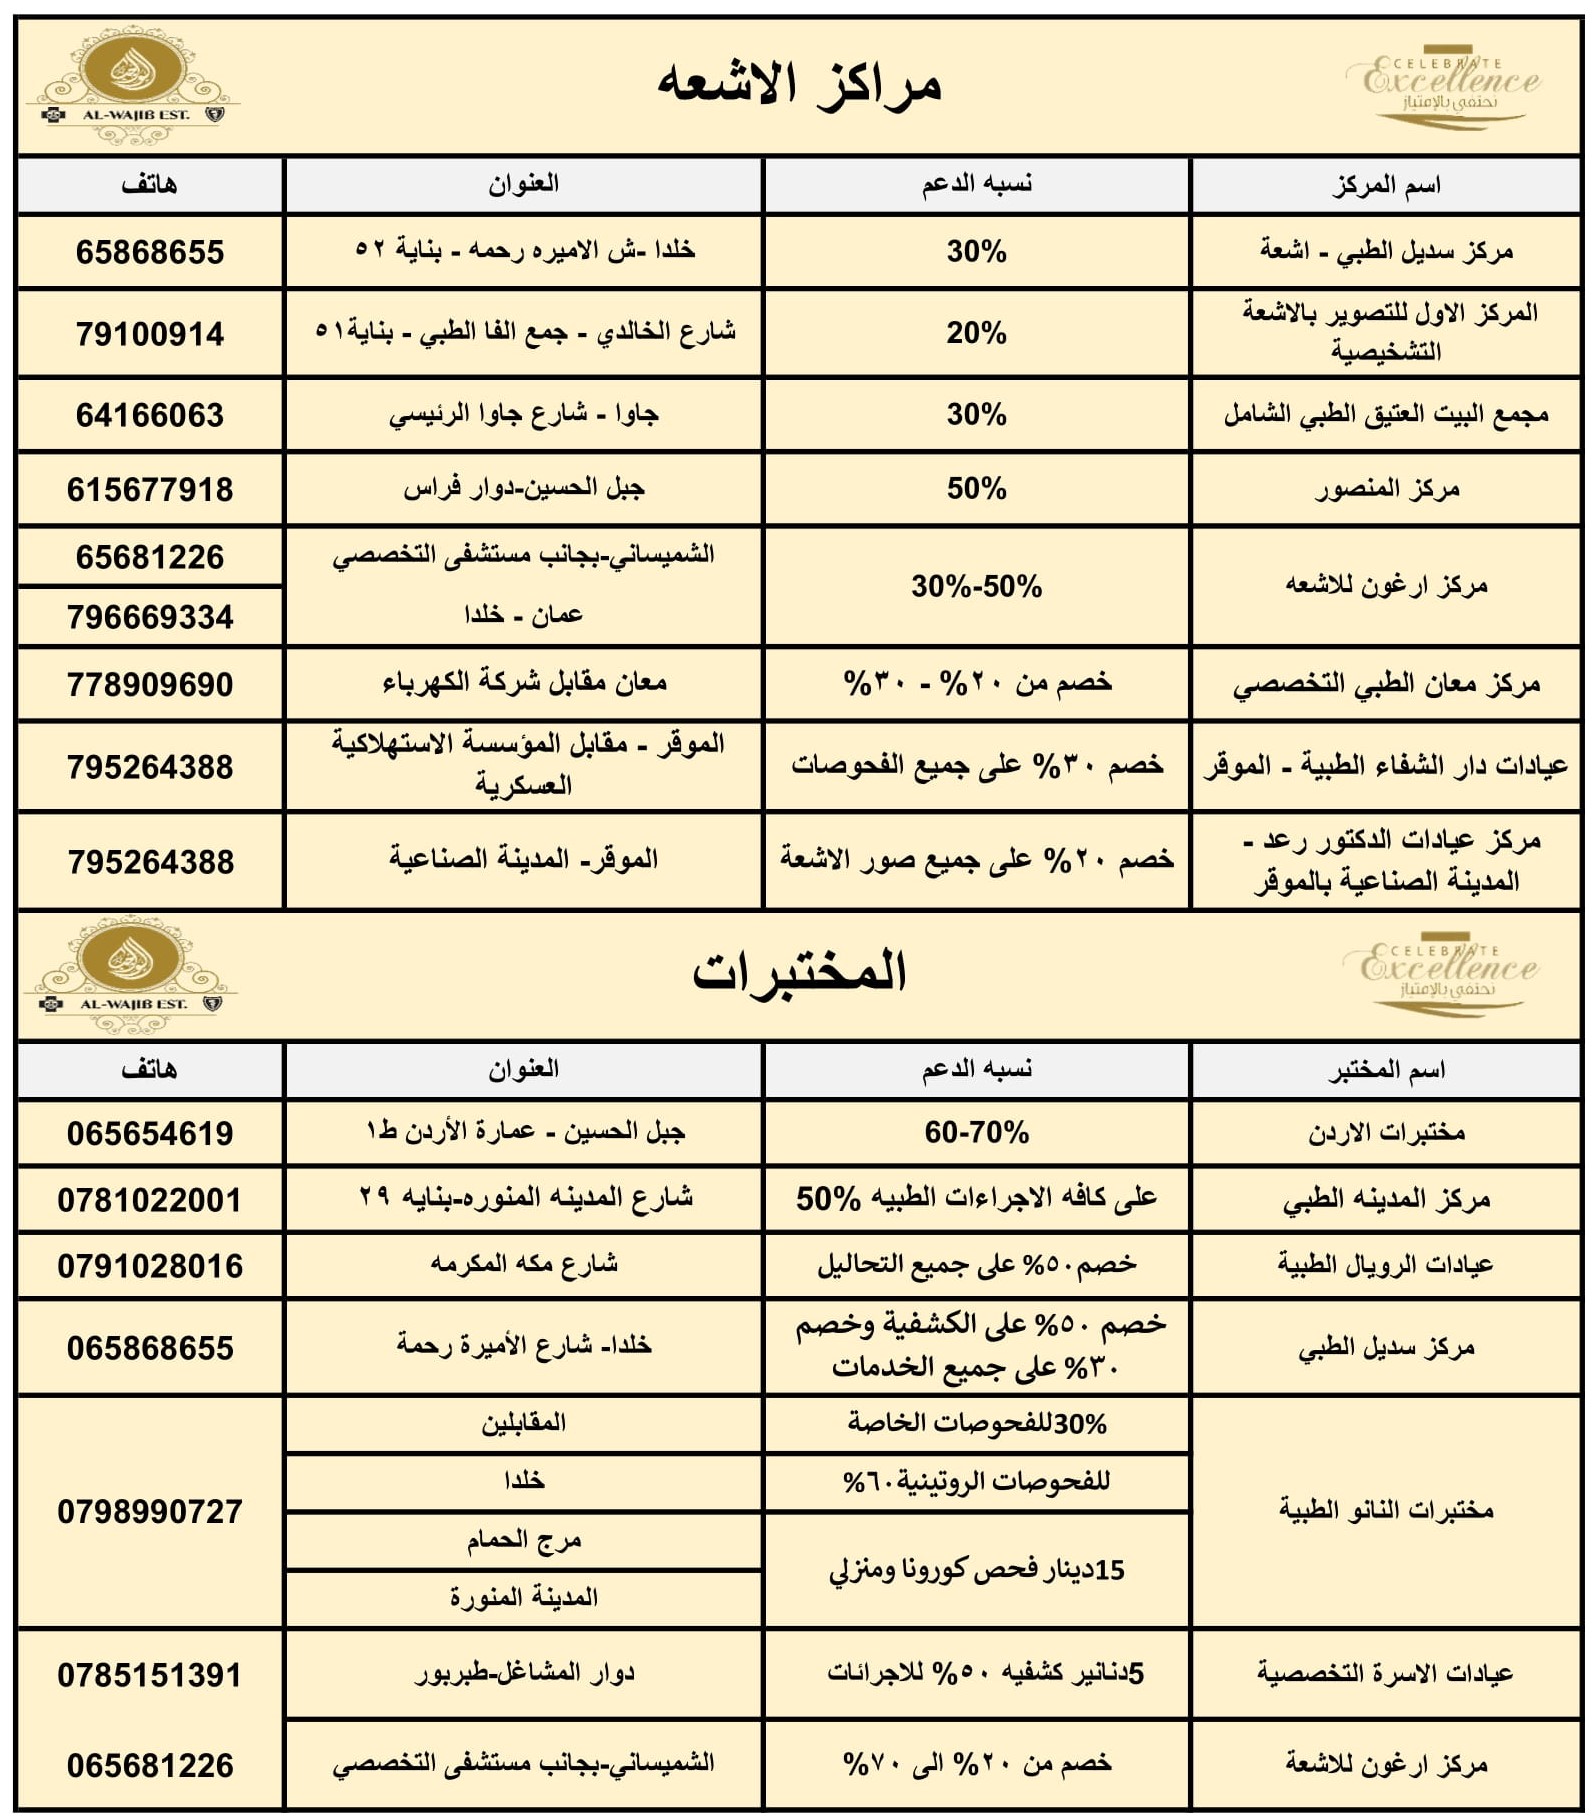 CELEBRATE
Excellence
نحتفي بالإمتياز
مراكز الاشعه
الواجب
AL-WAJIB EST.
اسم المركز
نسبه الدعم
العنوان
هاتف
مركز سديل الطبي - اشعة
30%
خلدا -ش الاميره رحمه - بناية ٥٢
65868655
المركز الاول للتصوير بالاشعة
التشخيصية
20%
شارع الخالدي - جمع الفا الطبي - بناية٥١
79100914
مجمع البيت العتيق الطبي الشامل
30%
جاوا - شارع جاوا الرئيسي
64166063
مركز المنصور
50%
جبل الحسين-دوار فراس
615677918
مركز ارغون للاشعه
30%-50%
الشميساني-بجانب مستشفى التخصصي
65681226
عمان - خلدا
796669334
مركز معان الطبي التخصصي
خصم من ٢٠% - ٣٠%
معان مقابل شركة الكهرباء
778909690
عيادات دار الشفاء الطبية - الموقر
خصم ٣٠% على جميع الفحوصات
الموقر - مقابل المؤسسة الاستهلاكية
العسكرية
795264388
مركز عيادات الدكتور رعد -
المدينة الصناعية بالموقر
خصم ٢٠% على جميع صور الاشعة
الموقر- المدينة الصناعية
795264388
CELEBRATE
Excellence
نحتفي بالإمتياز
المختبرات
الواجب
AL-WAJIB EST.
اسم المختبر
نسبه الدعم
العنوان
هاتف
مختبرات الاردن
60-70%
جبل الحسين - عمارة الأردن ط١
065654619
مركز المدينه الطبي
على كافه الاجراءات الطبيه 50%
شارع المدينه المنوره-بنايه ٢٩
0781022001
عيادات الرويال الطبية
خصم٥٠% على جميع التحاليل
شارع مكه المكرمه
0791028016
مركز سديل الطبي
خصم ٥٠% على الكشفية وخصم
٣٠% على جميع الخدمات
خلدا- شارع الأميرة رحمة
065868655
مختبرات النانو الطبية
30%للفحوصات الخاصة
المقابلين
للفحوصات الروتينية٦٠%
خلدا
15دينار فحص كورونا ومنزلي
مرج الحمام
المدينة المنورة
0798990727
عيادات الاسرة التخصصية
5دنانير كشفيه ٥٠% للاجرائات
دوار المشاغل-طبربور
0785151391
مركز ارغون للاشعة
خصم من ٢٠% الى ٧٠%
الشميساني-بجانب مستشفى التخصصي
065681226